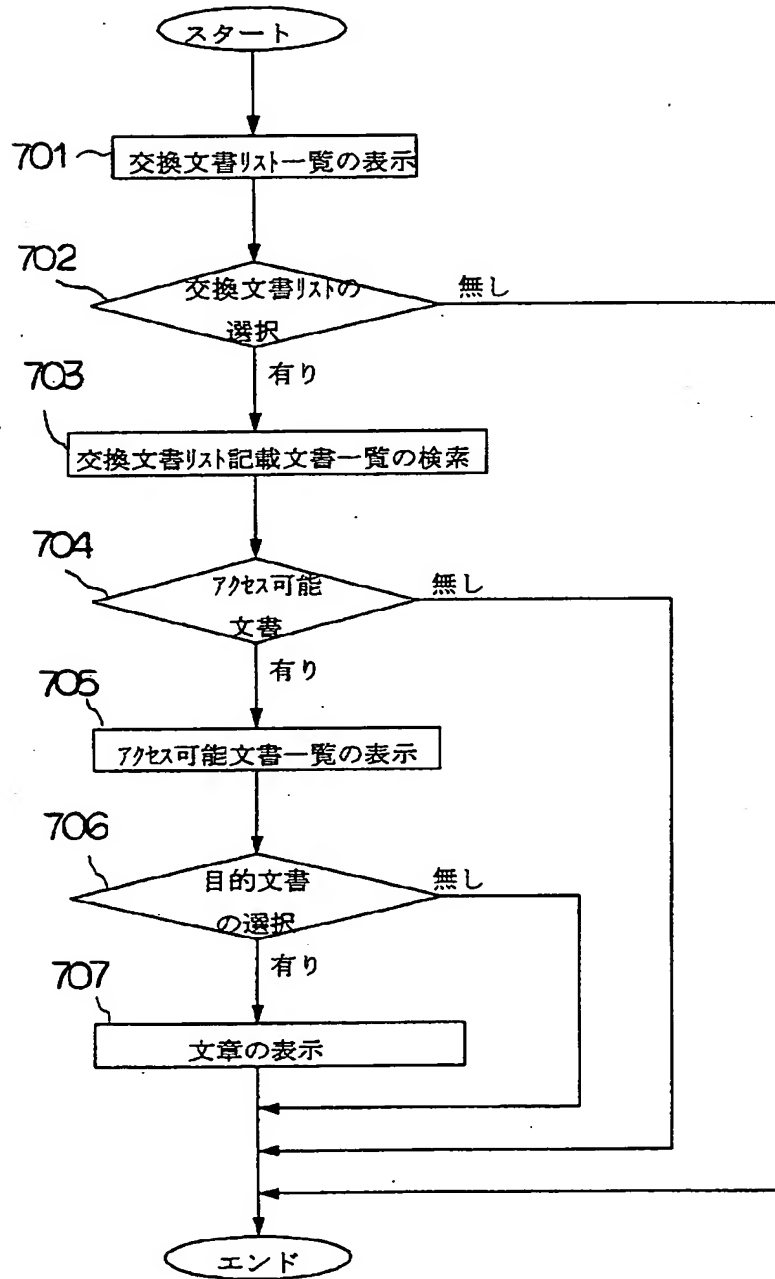 スタート
701
交換文書リスト一覧の表示
702
交換文書リストの
選択
無し
有り
703
交換文書リスト記載文書一覧の検索
704
アクセス可能
文書
無し
有り
705
アクセス可能文書一覧の表示
706
目的文書
の選択
無し
有り
707
文章の表示
エンド